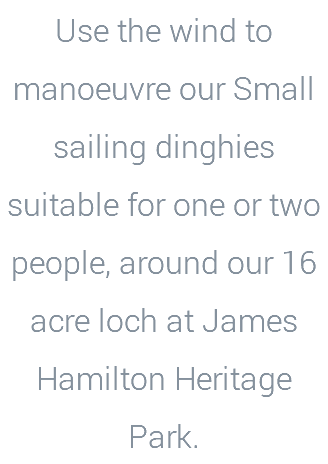 Use the wind to
manoeuvre our Small
sailing dinghies
suitable for one or two
people, around our 16
acre loch at James
Hamilton Heritage
Park.